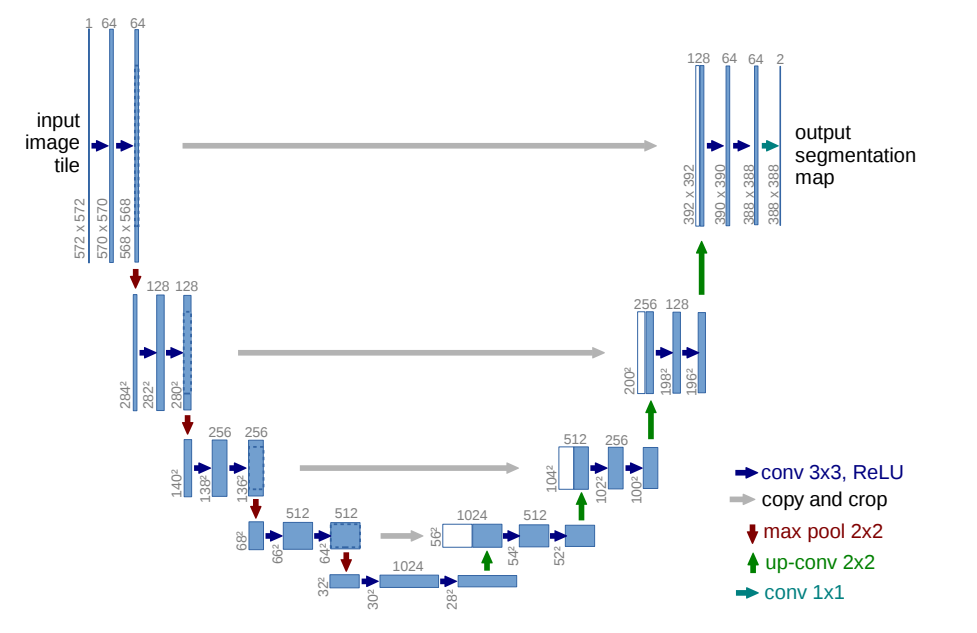 1
64
64
input
image
tile
572 x 572
570 x 570
568 x 568
128
64
64
2
output
segmentation
map
392 x 392
390 x 390
388 x 388
388 x 388
128
128
284²
282²
280²
256
128
200²
198²
196²
256
256
140²
138²
136²
512
256
104²
102²
100²
512
512
68²
66²
64²
1024
512
56²
54²
52²
1024
32²
30²
28²
conv 3x3, ReLU
copy and crop
max pool 2x2
up-conv 2x2
conv 1x1